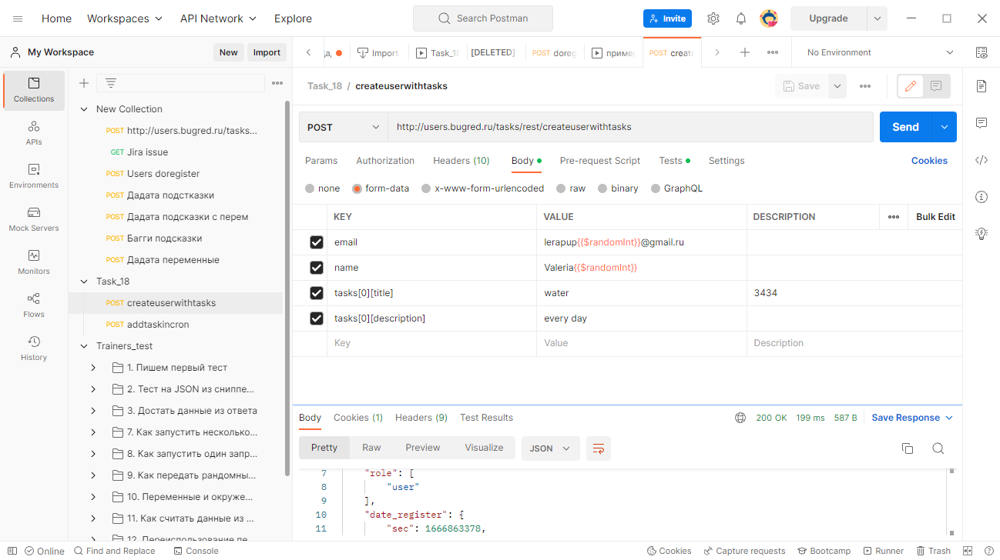 Home Workspaces API Network Explore Search Postman Invite Upgrade
My Workspace New Import
Import Task_18 [DELETED] POST dereg POST createu No Environment
Collections
APIs
Environments
Mock Servers
Monitors
Flows
History
New Collection
POST http://users.bugred.ru/tasks...
GET Jira issue
POST Users doregister
POST Дадата подстказки
POST Дадата подсказки с перем
POST Багги подсказки
POST Дадата переменные
Task_18
POST createuserwithtasks
POST addtaskincron
Trainers_test
1. Пишем первый тест
2. Тест на JSON из сниппе...
3. Достать данные из ответа
7. Как запустить несколько...
8. Как запустить один запр...
9. Как передать рандомны...
10. Переменные и окруже...
11. Как считать данные из ...
12. Переиспользование пе...
Task_18 / createuserwithtasks Save
POST http://users.bugred.ru/tasks/rest/createuserwithtasks Send
Params Authorization Headers (10) Body Pre-request Script Tests Settings Cookies
none form-data x-www-form-urlencoded raw binary GraphQL
KEY VALUE DESCRIPTION Bulk Edit
email lerapup{{$randomInt}}@gmail.ru
name Valeria{{$randomInt}}
tasks[0][title] water 3434
tasks[0][description] every day
Key Value Description
Body Cookies (1) Headers (9) Test Results 200 OK 199 ms 587 B Save Response
Pretty Raw Preview Visualize JSON
7 "role": [
8 "user"
9 ],
10 "date_register": {
11 "sec": 1666863378,
Online Find and Replace Console Cookies Capture requests Bootcamp Runner Trash